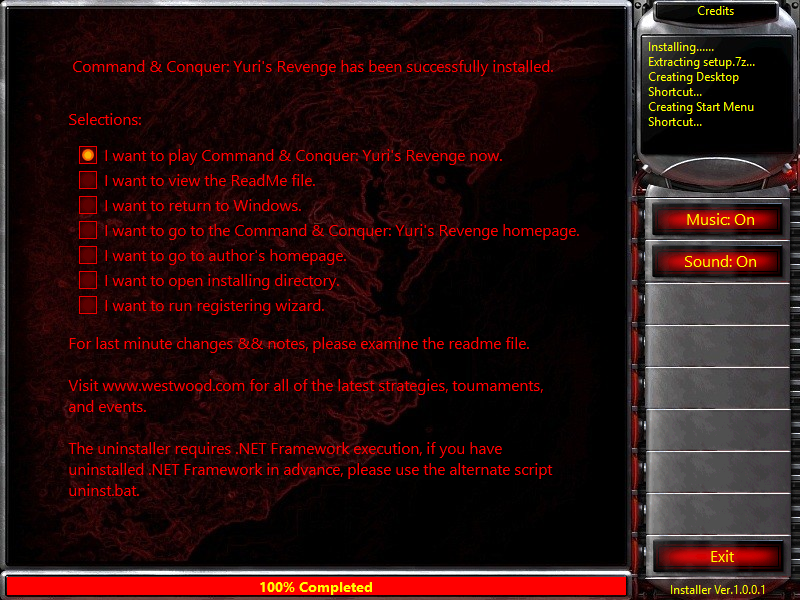 Command & Conquer: Yuri's Revenge has been successfully installed.
Selections:
I want to play Command & Conquer: Yuri's Revenge now.
I want to view the ReadMe file.
I want to return to Windows.
I want to go to the Command & Conquer: Yuri's Revenge homepage.
I want to go to author's homepage.
I want to open installing directory.
I want to run registering wizard.
For last minute changes && notes, please examine the readme file.
Visit www.westwood.com for all of the latest strategies, tournaments,
and events.
The uninstaller requires .NET Framework execution, if you have
uninstalled .NET Framework in advance, please use the alternate script
uninst.bat.
100% Completed
Credits
Installing......
Extracting setup.7z...
Creating Desktop
Shortcut...
Creating Start Menu
Shortcut...
Music: On
Sound: On
Exit
Installer Ver.1.0.0.1